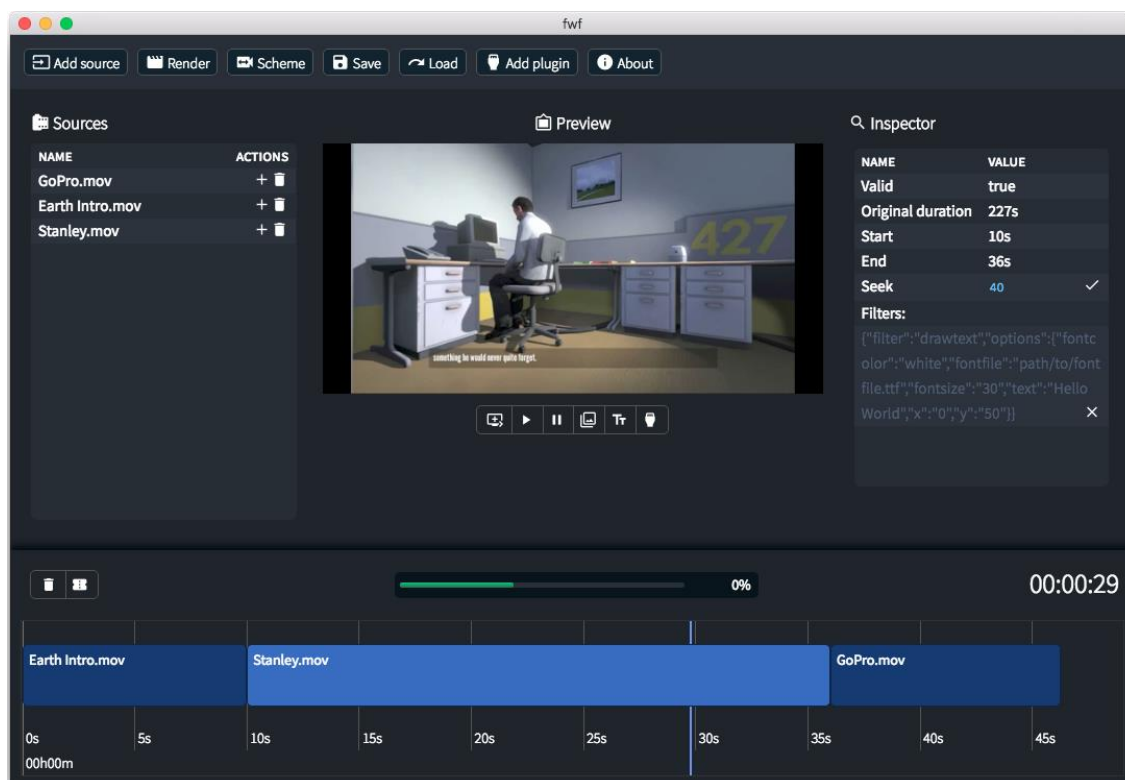 fwf
Add source Render Scheme Save Load Add plugin About
Sources
NAME ACTIONS
GoPro.mov
Earth Intro.mov
Stanley.mov
Preview
427
something he would never quite forget.
Inspector
NAME VALUE
Valid true
Original duration 227s
Start 10s
End 36s
Seek 40
Filters:
{"filter":"drawtext","options":{"fontc
olor":"white","fontfile":"path/to/font
file.ttf","fontsize":"30","text":"Hello
World","x":"0","y":"50"}]
0% 00:00:29
Earth Intro.mov Stanley.mov GoPro.mov
0s 5s 10s 15s 20s 25s 30s 35s 40s 45s
00h00m